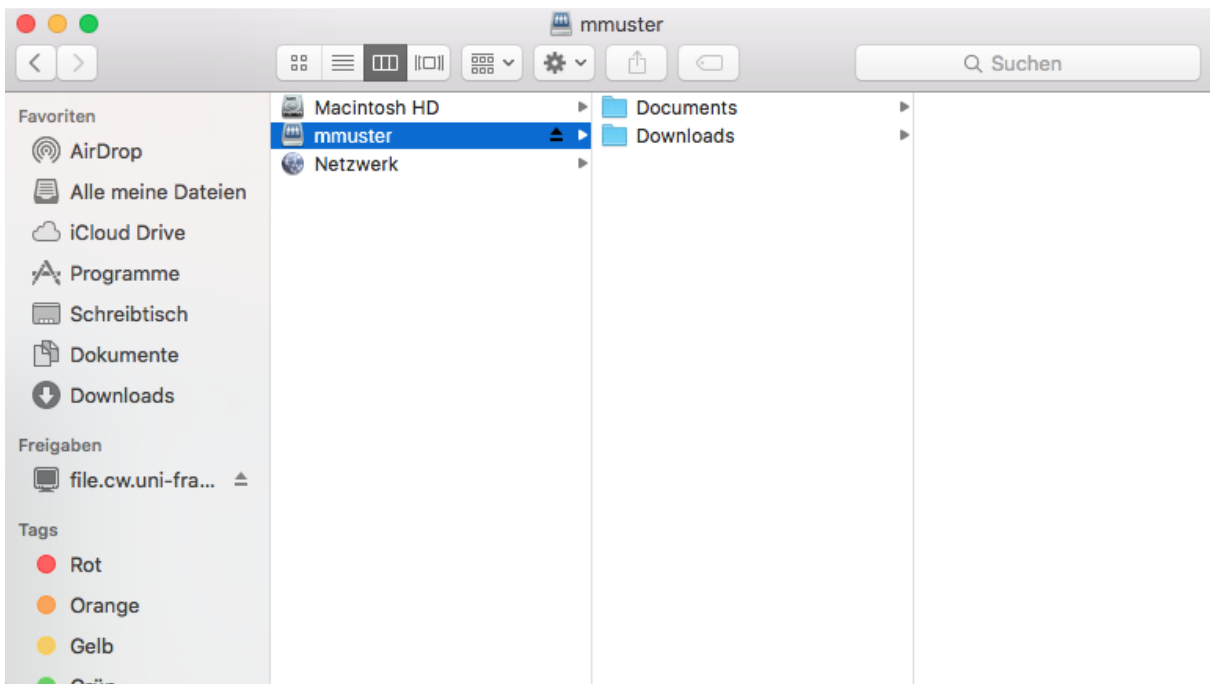 mmuster
Suchen
Favoriten
AirDrop
Alle meine Dateien
iCloud Drive
Programme
Schreibtisch
Dokumente
Downloads
Freigaben
file.cw.uni-fra...
Tags
Rot
Orange
Gelb
Grün
Macintosh HD
mmuster
Netzwerk
Documents
Downloads